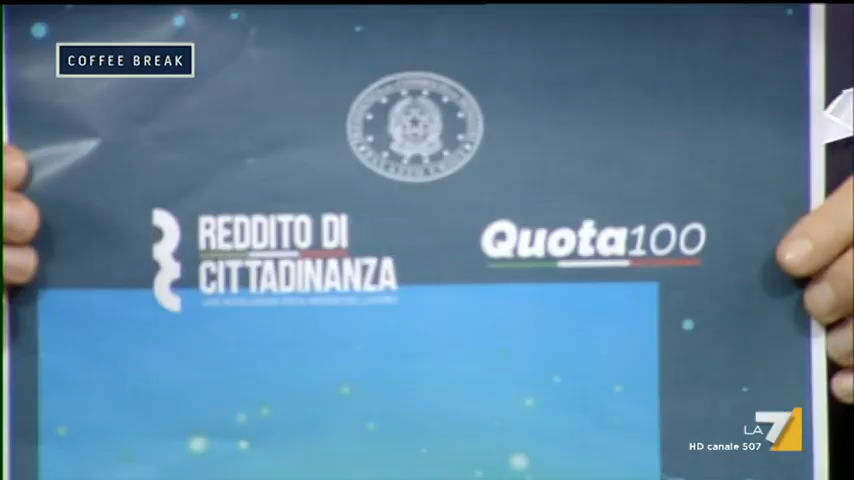 COFFEE BREAK
REDDITO DI
CITTADINANZA
Quota100
LA7
HD canale 507